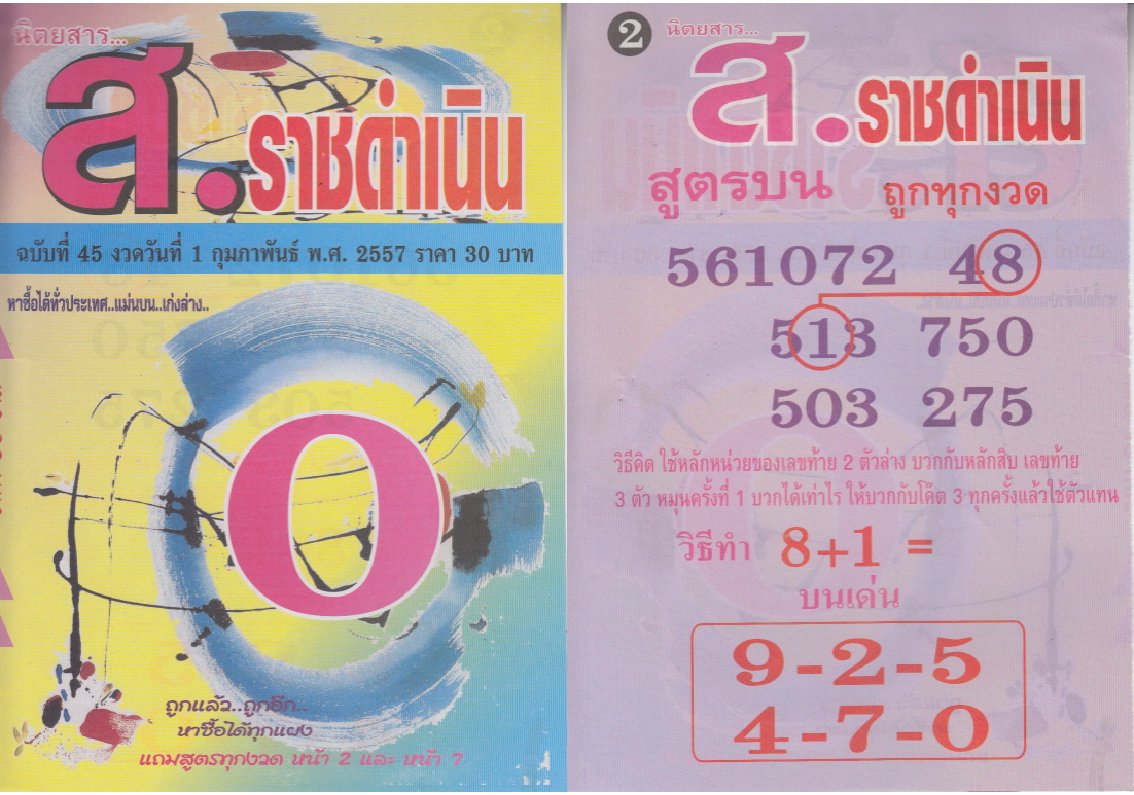 นิตยสาร...
ส.ราชดำเนิน
ฉบับที่ 45 งวดวันที่ 1 กุมภาพันธ์ พ.ศ. 2557 ราคา 30 บาท
หาซื้อได้ทั่วประเทศ..แม่นบน..เก่งล่าง..
0
ถูกแล้ว..ถูกอีก..
หาซื้อได้ทุกแผง
แถมสูตรทุกงวด หน้า 2 และ หน้า 7
2 นิตยสาร...
ส.ราชดำเนิน
สูตรบน ถูกทุกงวด
561072 48
513 750
503 275
วิธีคิด ใช้หลักหน่วยของเลขท้าย 2 ตัวล่าง บวกกับหลักสิบ เลขท้าย
3 ตัว หมุนครั้งที่ 1 บวกได้เท่าไร ให้บวกกับโค๊ต 3 ทุกครั้งแล้วใช้ตัวแทน
วิธีทำ 8+1 =
บนเด่น
9-2-5
4-7-0